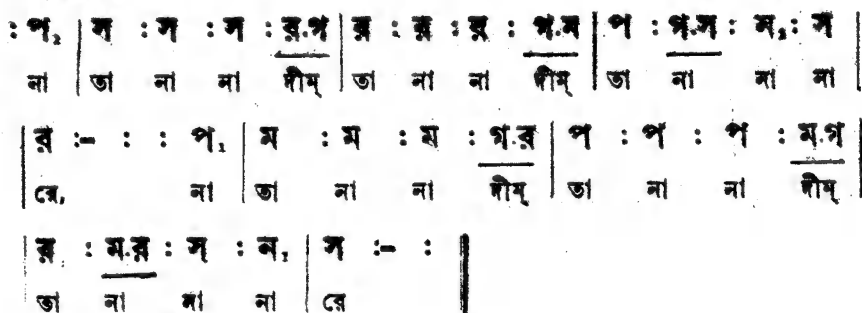 : প₁ | স : স : স : র.গ | র : র : র : গ.ম | প : গ.স : ন₁ : স |
না | তা না না দীম্ | তা না না দীম্ | তা না না না |
| র :– : : প₁ | ম : ম : ম : গ.র | প : প : প : ম.গ |
| রে, না | তা না না দীম্ | তা না না দীম্ |
| র : ম.র : স : ন₁ | স :– : ||
| তা না না না | রে